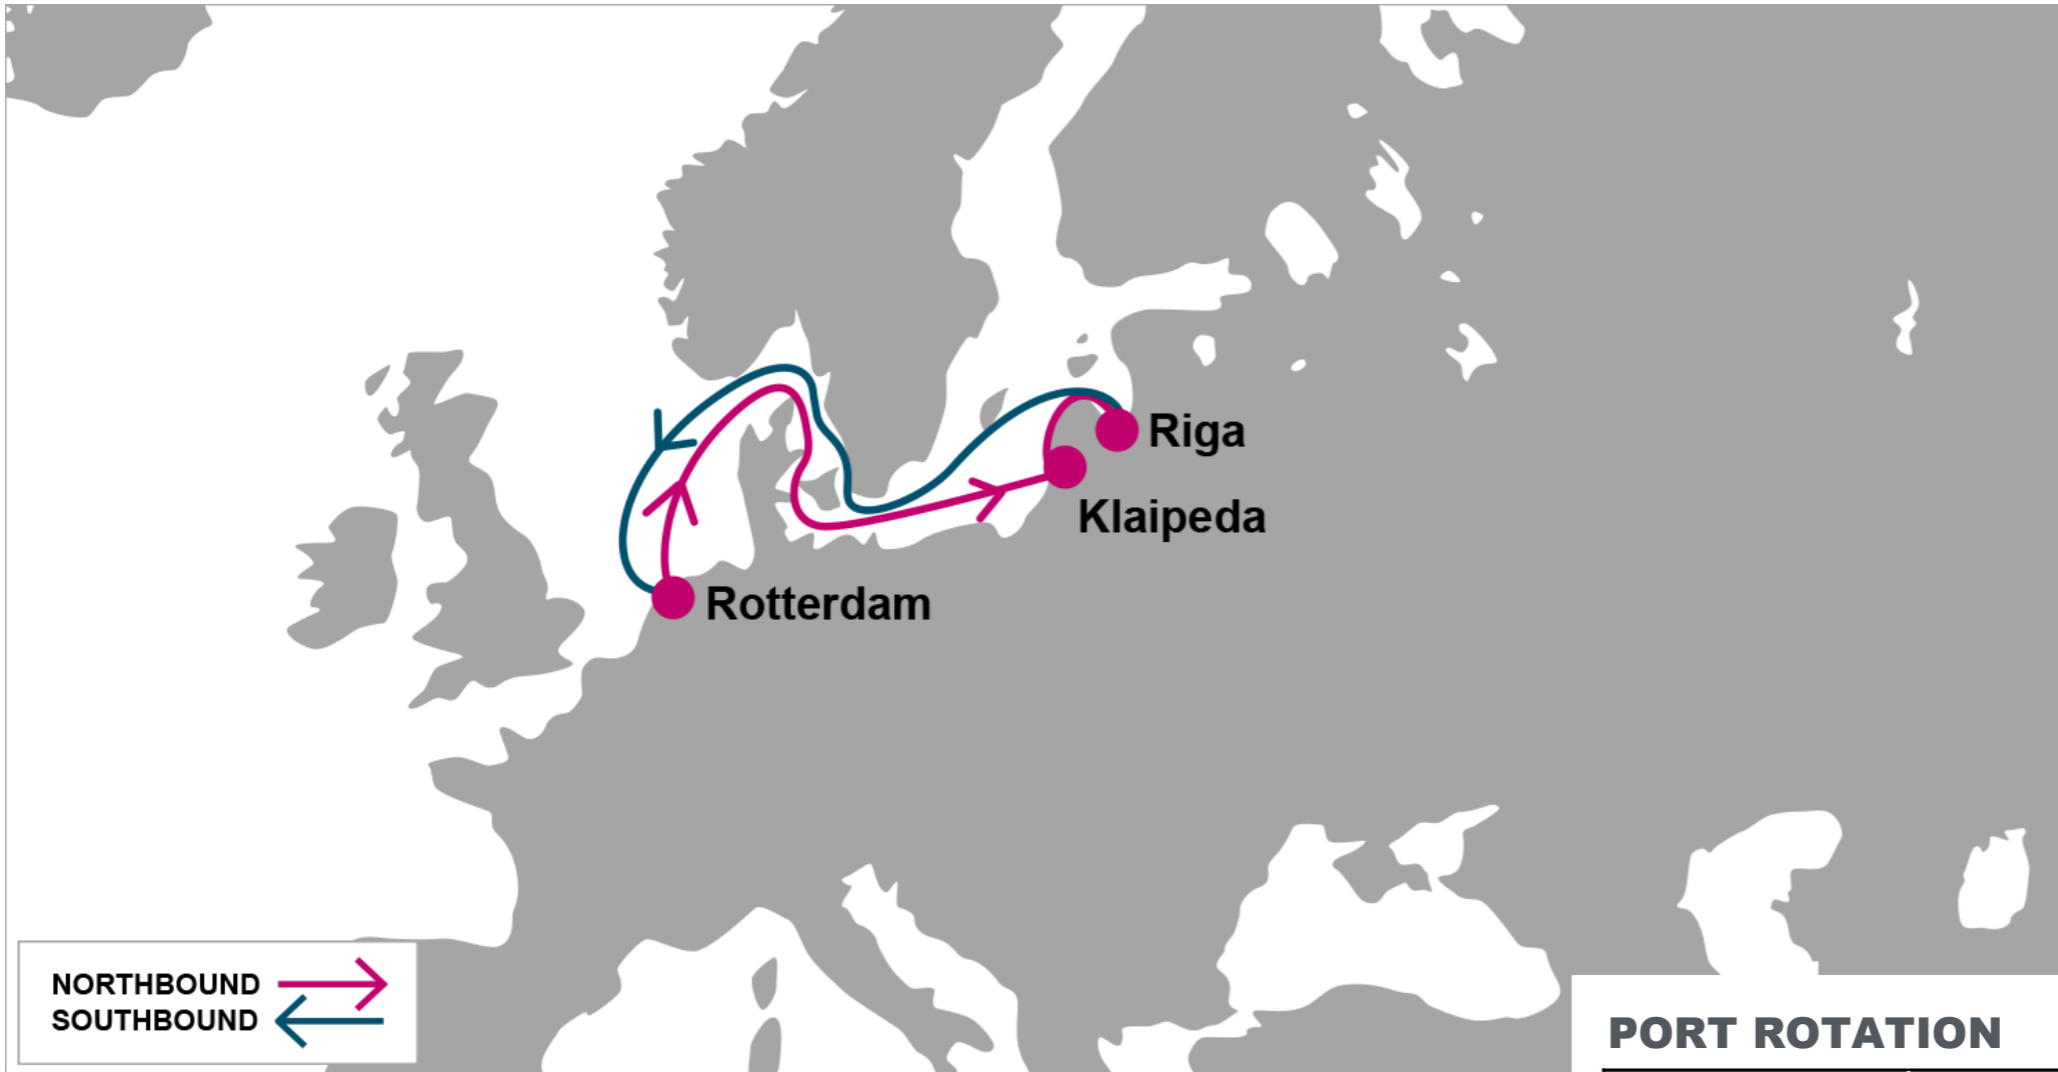 Riga
Klaipeda
Rotterdam
NORTHBOUND
SOUTHBOUND
PORT ROTATION